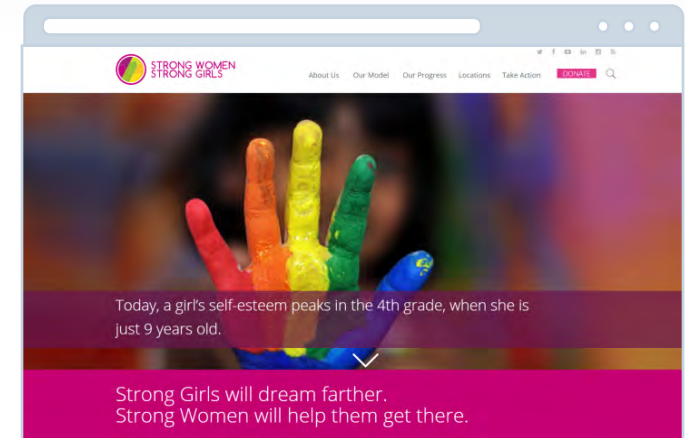 STRONG WOMEN
STRONG GIRLS
About Us Our Model Our Progress Locations Take Action DONATE
Today, a girl's self-esteem peaks in the 4th grade, when she is
just 9 years old.
Strong Girls will dream farther.
Strong Women will help them get there.